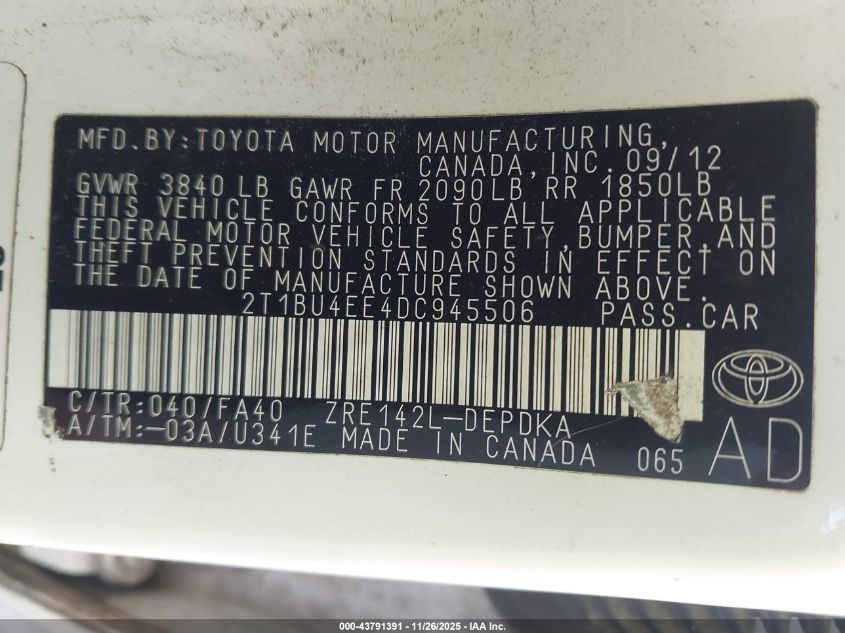 MFD.BY:TOYOTA MOTOR MANUFACTURING,
CANADA,INC.09/12
GVWR 3840LB GAWR FR 2090LB RR 1850LB
THIS VEHICLE CONFORMS TO ALL APPLICABLE
FEDERAL MOTOR VEHICLE SAFETY,BUMPER,AND
THEFT PREVENTION STANDARDS IN EFFECT ON
THE DATE OF MANUFACTURE SHOWN ABOVE.
2T1BU4EE4DC945506 PASS.CAR
C/TR:040/FA40 ZRE142L-DEPDKA
A/TM:-03A/U341E MADE IN CANADA 065 AD
000-43791391 - 11/26/2025 - IAA Inc.